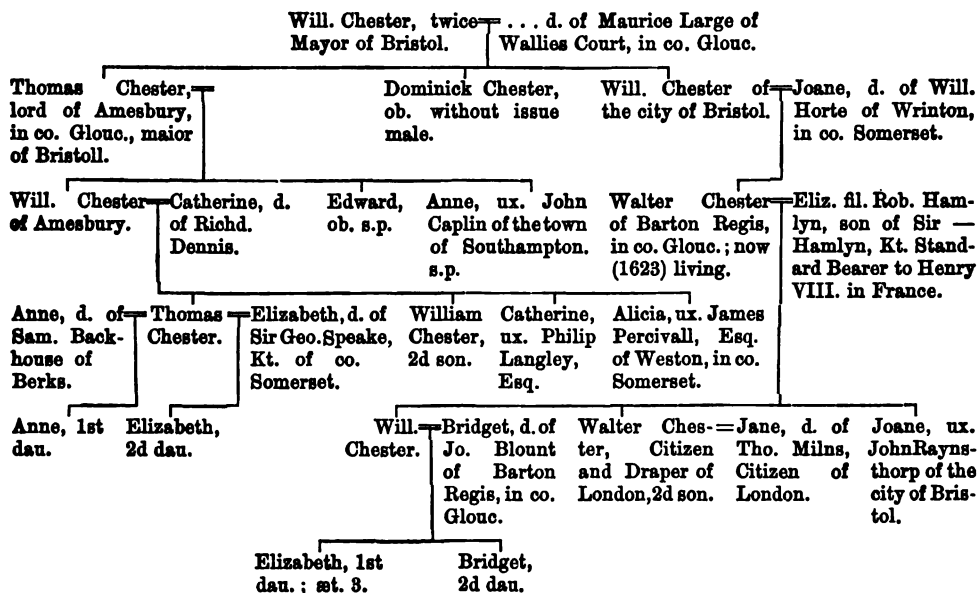 Will. Chester, twice
Mayor of Bristol.
. . . d. of Maurice Large of
Wallies Court, in co. Glouc.
Thomas Chester,
lord of Amesbury,
in co. Glouc., maior
of Bristoll.
Dominick Chester,
ob. without issue
male.
Will. Chester of
the city of Bristol.
Joane, d. of Will.
Horte of Wrinton,
in co. Somerset.
Will. Chester
of Amesbury.
Catherine, d.
of Richd.
Dennis.
Edward,
ob. s.p.
Anne, ux. John
Caplin of the town
of Southampton.
s.p.
Walter Chester
of Barton Regis,
in co. Glouc.; now
(1623) living.
Eliz. fil. Rob. Ham-
lyn, son of Sir —
Hamlyn, Kt. Stand-
ard Bearer to Henry
VIII. in France.
Anne, d. of
Sam. Back-
house of
Berks.
Thomas
Chester.
Elizabeth, d. of
Sir Geo. Speake,
Kt. of co.
Somerset.
William
Chester,
2d son.
Catherine,
ux. Philip
Langley,
Esq.
Alicia, ux. James
Percivall, Esq.
of Weston, in co.
Somerset.
Anne, 1st
dau.
Elizabeth,
2d dau.
Will.
Chester.
Bridget, d. of
Jo. Blount
of Barton
Regis, in co.
Glouc.
Walter Ches-
ter, Citizen
and Draper of
London, 2d son.
Jane, d. of
Tho. Milns,
Citizen of
London.
Joane, ux.
John Rayns-
thorp of the
city of Bris-
tol.
Elizabeth, 1st
dau.; æt. 3.
Bridget,
2d dau.